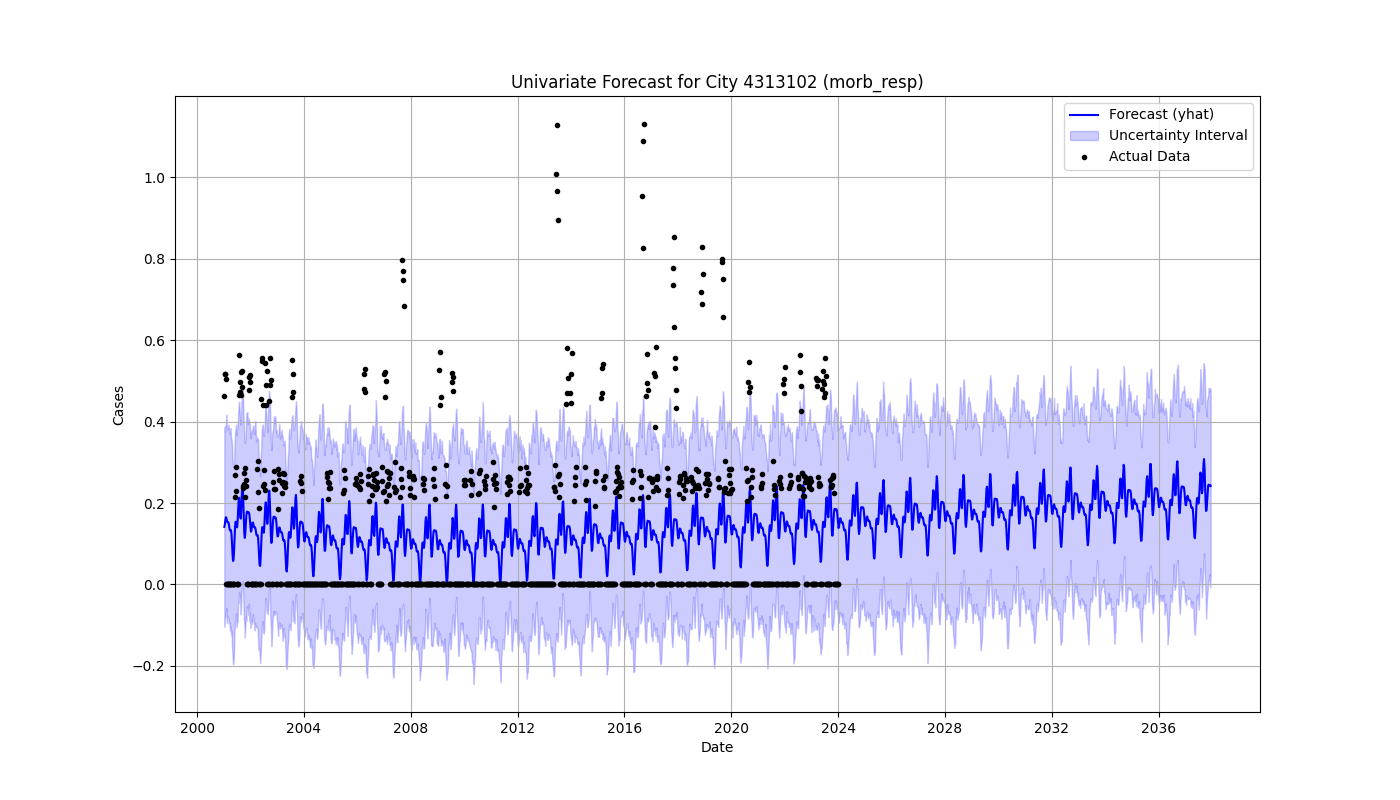 Univariate Forecast for City 4313102 (morb_resp)
Forecast (yhat)
Uncertainty Interval
Actual Data
Cases
1.0
0.8
0.6
0.4
0.2
0.0
−0.2
2000 2004 2008 2012 2016 2020 2024 2028 2032 2036
Date